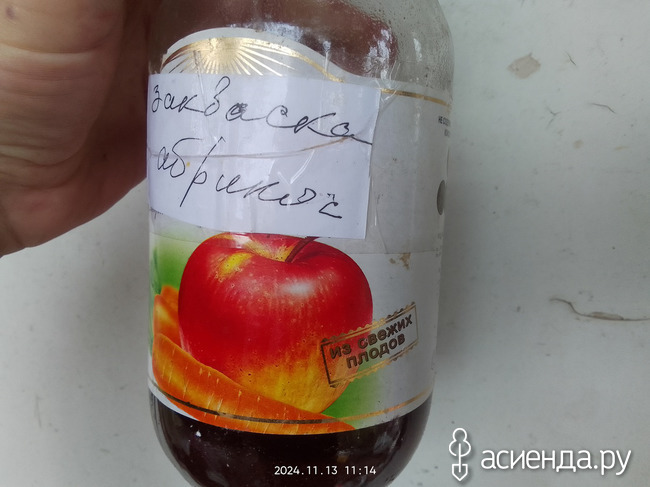 закваска
абрикос
из свежих
плодов
2024.11.13 11:14
асиенда.ру